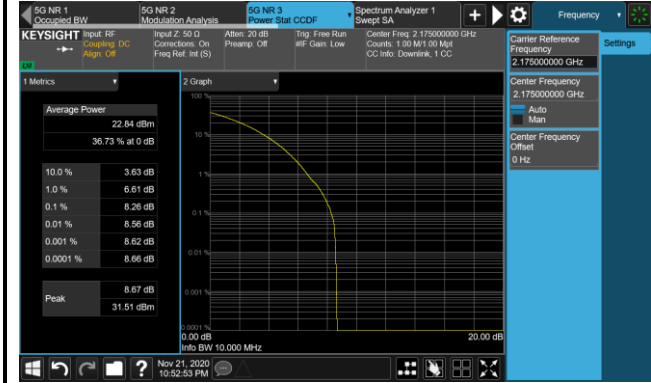 5G NR 1
Occupied BW
5G NR 2
Modulation Analysis
5G NR 3
Power Stat CCDF
Spectrum Analyzer 1
Swept SA
Frequency
KEYSIGHT
Input: RF
Coupling: DC
Align: Off
Input Z: 50 Ω
Corrections: On
Freq Ref: Int (S)
Atten: 20 dB
Preamp: Off
Trig: Free Run
#IF Gain: Low
Center Freq: 2.175000000 GHz
Counts: 1.00 M/1.00 Mpt
CC Info: Downlink, 1 CC
1 Metrics
Average Power
22.84 dBm
36.73 % at 0 dB
10.0 % 3.63 dB
1.0 % 6.61 dB
0.1 % 8.26 dB
0.01 % 8.56 dB
0.001 % 8.62 dB
0.0001 % 8.66 dB
Peak 8.67 dB
31.51 dBm
2 Graph
100 %
10 %
1 %
0.1 %
0.01 %
0.001 %
0.0001 %
0.00 dB 20.00 dB
Info BW 10.000 MHz
Carrier Reference
Frequency
2.175000000 GHz
Center Frequency
2.175000000 GHz
Auto
Man
Center Frequency
Offset
0 Hz
Settings
Nov 21, 2020
10:52:53 PM